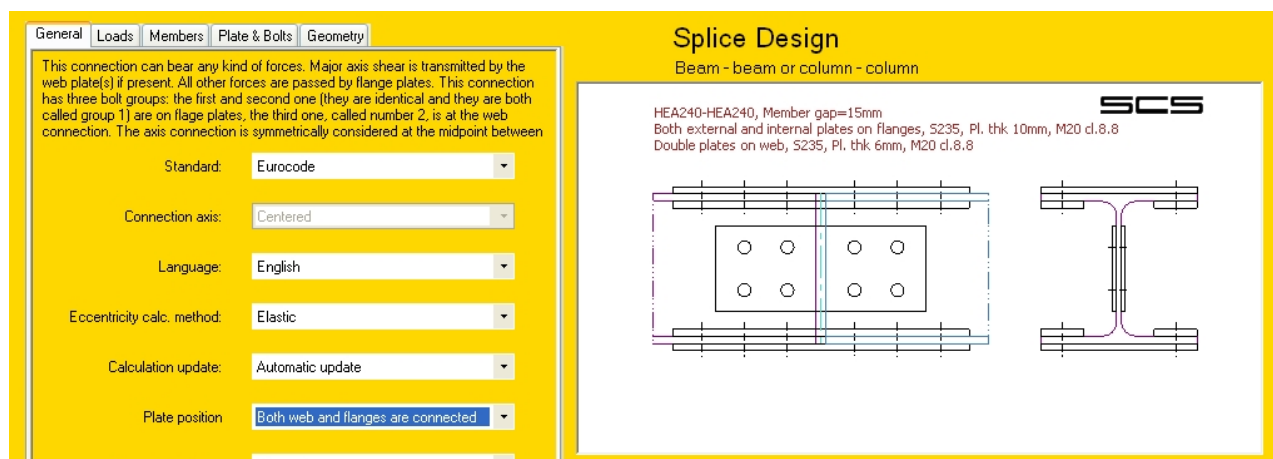 General Loads Members Plate & Bolts Geometry
This connection can bear any kind of forces. Major axis shear is transmitted by the
web plate(s) if present. All other forces are passed by flange plates. This connection
has three bolt groups: the first and second one (they are identical and they are both
called group 1) are on flage plates, the third one, called number 2, is at the web
connection. The axis connection is symmetrically considered at the midpoint between
Standard: Eurocode
Connection axis: Centered
Language: English
Eccentricity calc. method: Elastic
Calculation update: Automatic update
Plate position Both web and flanges are connected
Splice Design
Beam - beam or column - column
SCS
HEA240-HEA240, Member gap=15mm
Both external and internal plates on flanges, S235, Pl. thk 10mm, M20 cl.8.8
Double plates on web, S235, Pl. thk 6mm, M20 cl.8.8